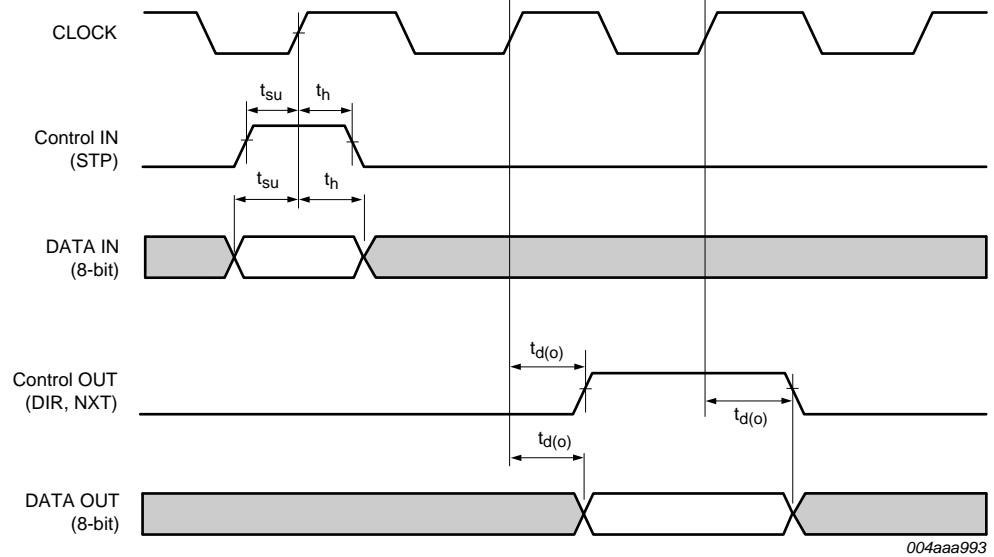 CLOCK
tsu
th
Control IN
(STP)
tsu
th
DATA IN
(8-bit)
td(o)
Control OUT
(DIR, NXT)
td(o)
td(o)
DATA OUT
(8-bit)
004aaa993